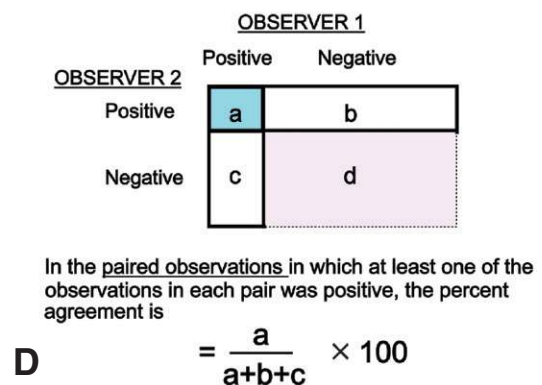 OBSERVER 1
Positive Negative
OBSERVER 2
Positive a b
Negative c d
In the paired observations in which at least one of the
observations in each pair was positive, the percent
agreement is
= a / a+b+c × 100
D